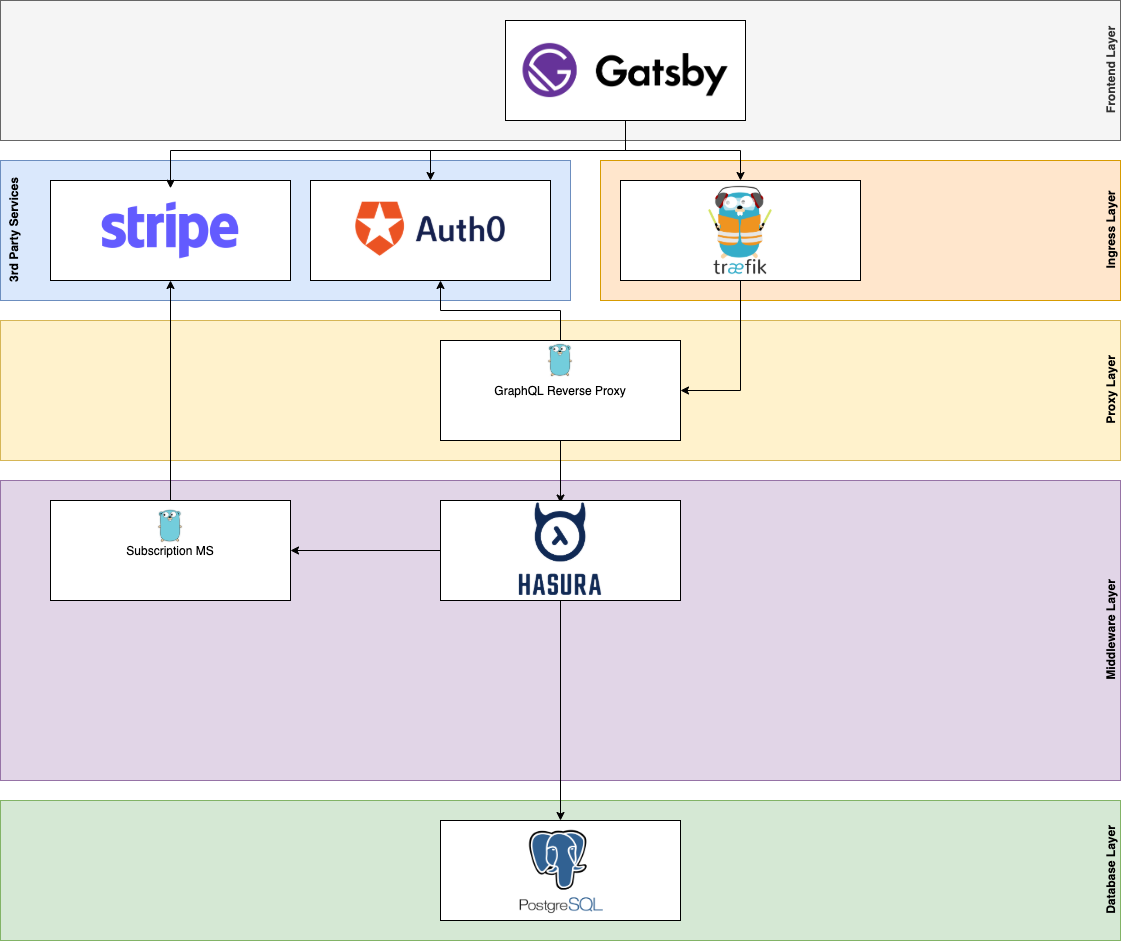 Gatsby
Frontend Layer
3rd Party Services
stripe
Auth0
træfik
Ingress Layer
GraphQL Reverse Proxy
Proxy Layer
Subscription MS
HASURA
Middleware Layer
PostgreSQL
Database Layer